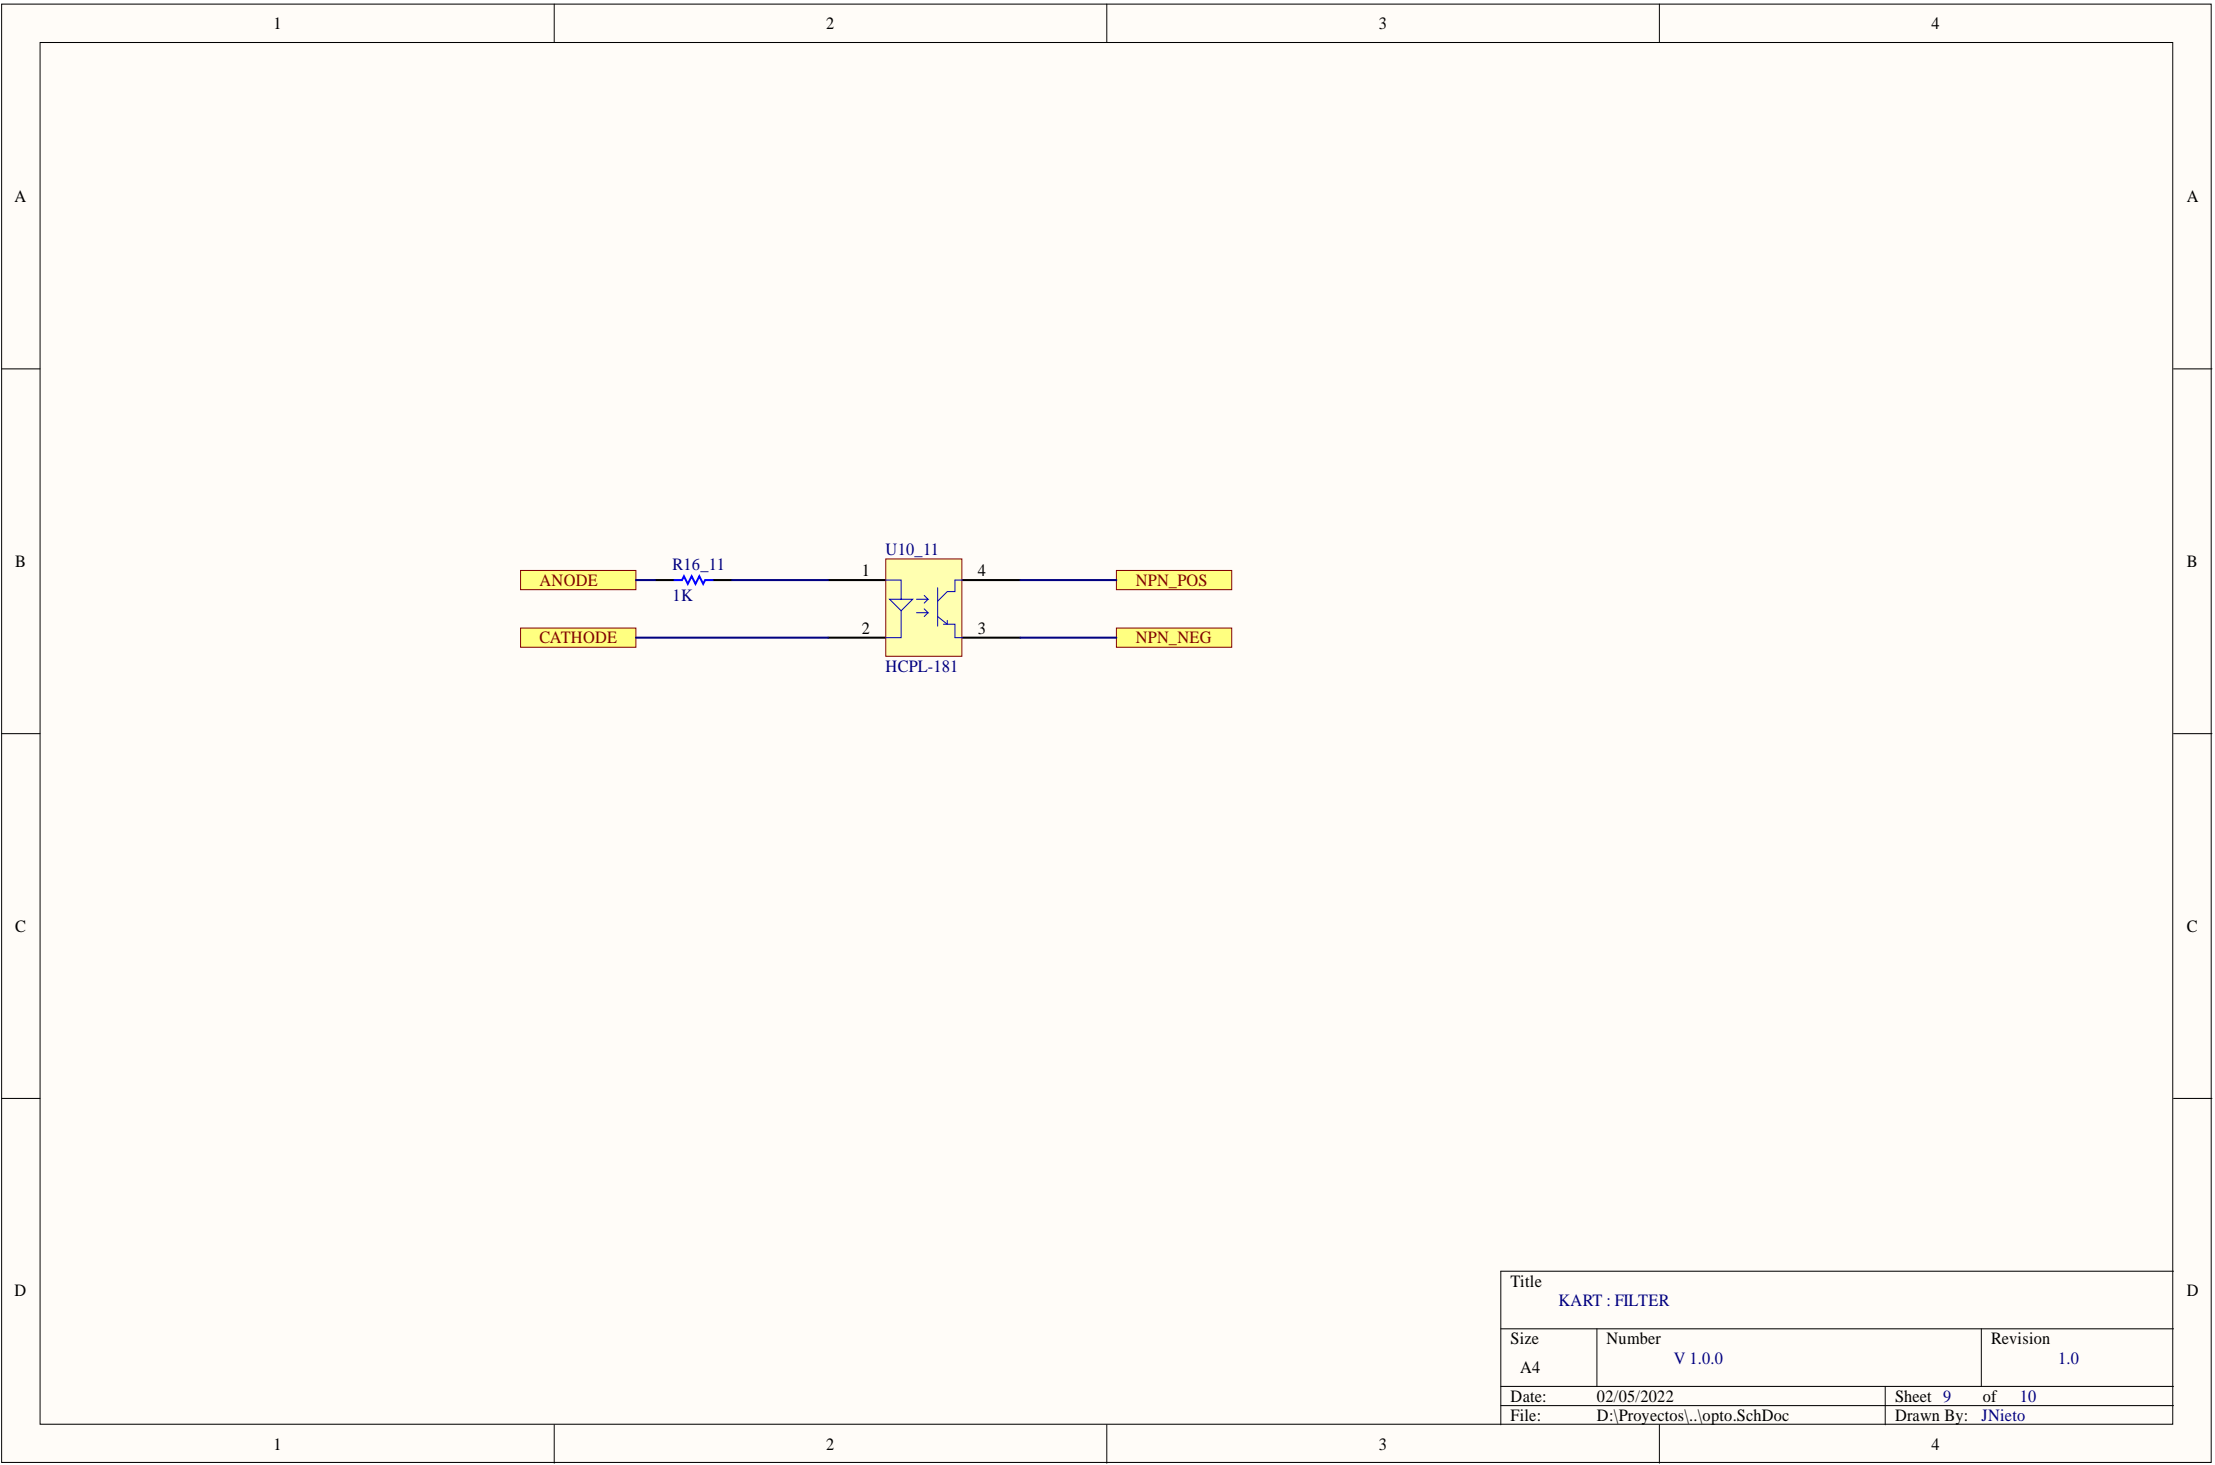 1 2 3 4
A A
U10_11
R16_11
B B
1 4
ANODE NPN_POS
1K
2 3
CATHODE NPN_NEG
HCPL-181
C C
Title
KART : FILTER
D D
Size Number Revision
V 1.0.0 1.0
A4
Date: 02/05/2022 Sheet 9 of 10
File: D:\Proyectos\..\opto.SchDoc Drawn By: JNieto
1 2 3 4